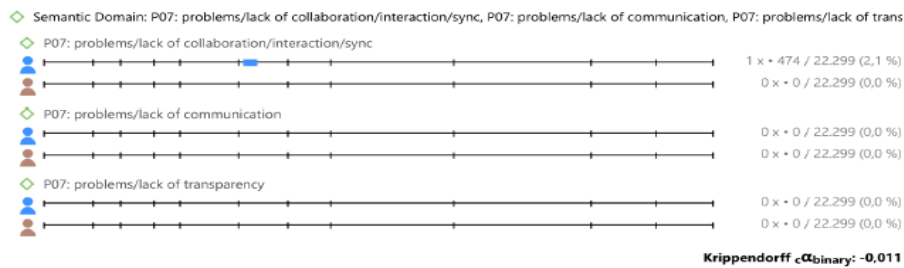 Semantic Domain: P07: problems/lack of collaboration/interaction/sync, P07: problems/lack of communication, P07: problems/lack of trans
P07: problems/lack of collaboration/interaction/sync
1 x • 474 / 22.299 (2,1 %)
0 x • 0 / 22.299 (0,0 %)
P07: problems/lack of communication
0 x • 0 / 22.299 (0,0 %)
0 x • 0 / 22.299 (0,0 %)
P07: problems/lack of transparency
0 x • 0 / 22.299 (0,0 %)
0 x • 0 / 22.299 (0,0 %)
Krippendorff cαbinary: -0,011